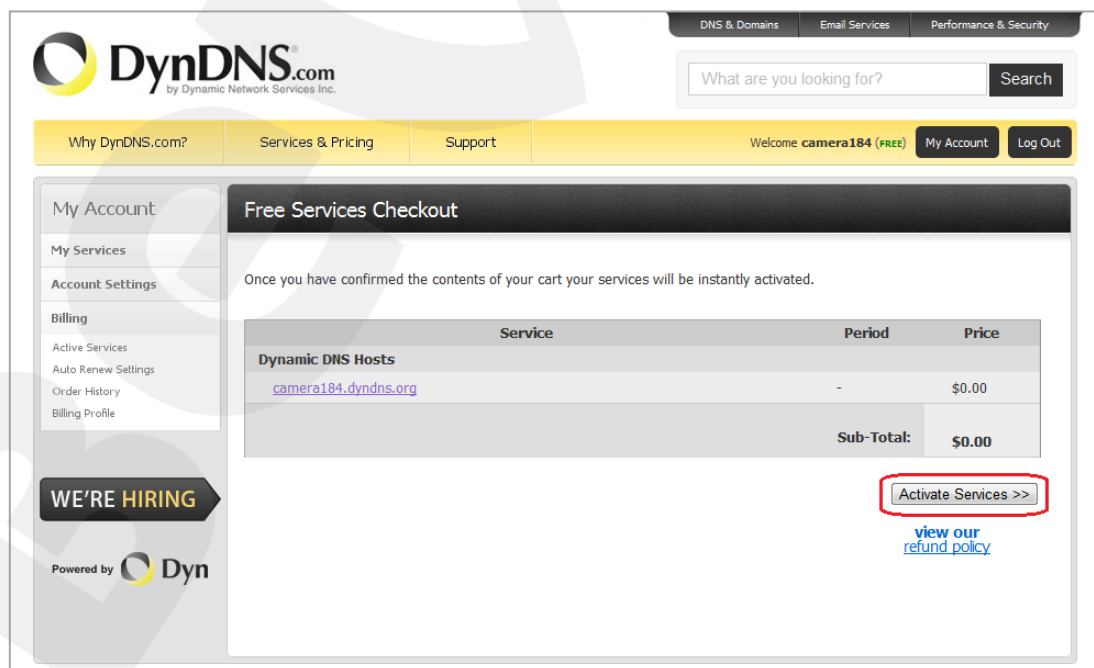 DNS & Domains Email Services Performance & Security
DynDNS.com
by Dynamic Network Services Inc.
What are you looking for? Search
Why DynDNS.com? Services & Pricing Support Welcome camera184 (FREE) My Account Log Out
My Account
My Services
Account Settings
Billing
Active Services
Auto Renew Settings
Order History
Billing Profile
WE'RE HIRING
Powered by Dyn
Free Services Checkout
Once you have confirmed the contents of your cart your services will be instantly activated.
Service Period Price
Dynamic DNS Hosts
camera184.dyndns.org - $0.00
Sub-Total: $0.00
Activate Services >>
view our
refund policy